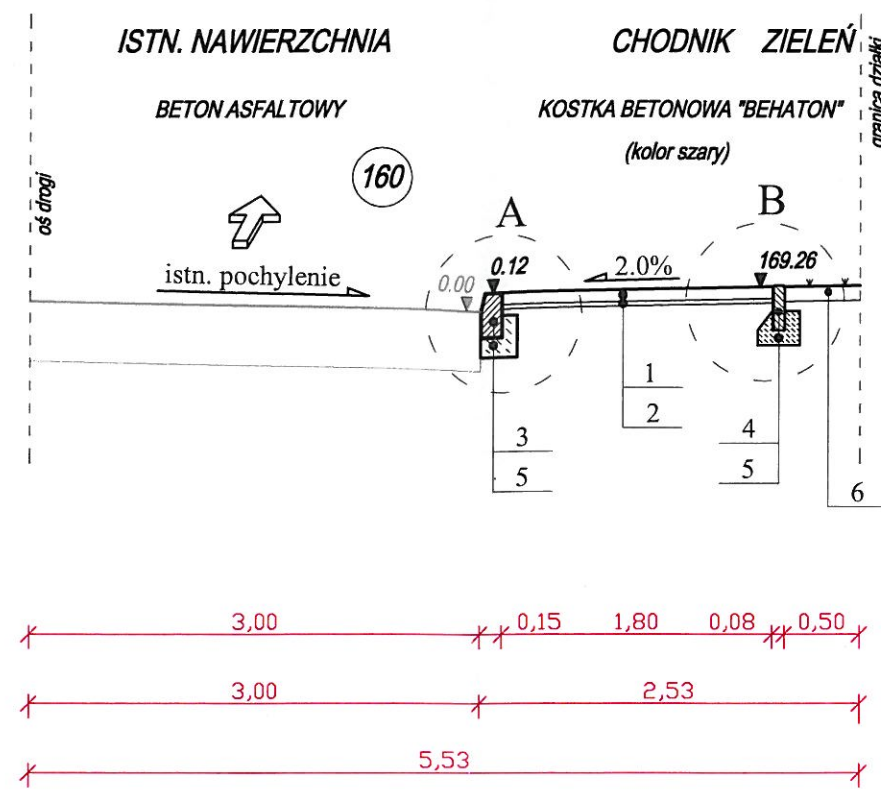 ISTN. NAWIERZCHNIA
CHODNIK ZIELEŃ
BETON ASFALTOWY
KOSTKA BETONOWA "BEHATON"
(kolor szary)
granica działki
oś drogi
160
A
B
istn. pochylenie
0.00
0.12
2.0%
169.26
1
2
3
5
4
5
6
3,00
0,15
1,80
0,08
0,50
3,00
2,53
5,53